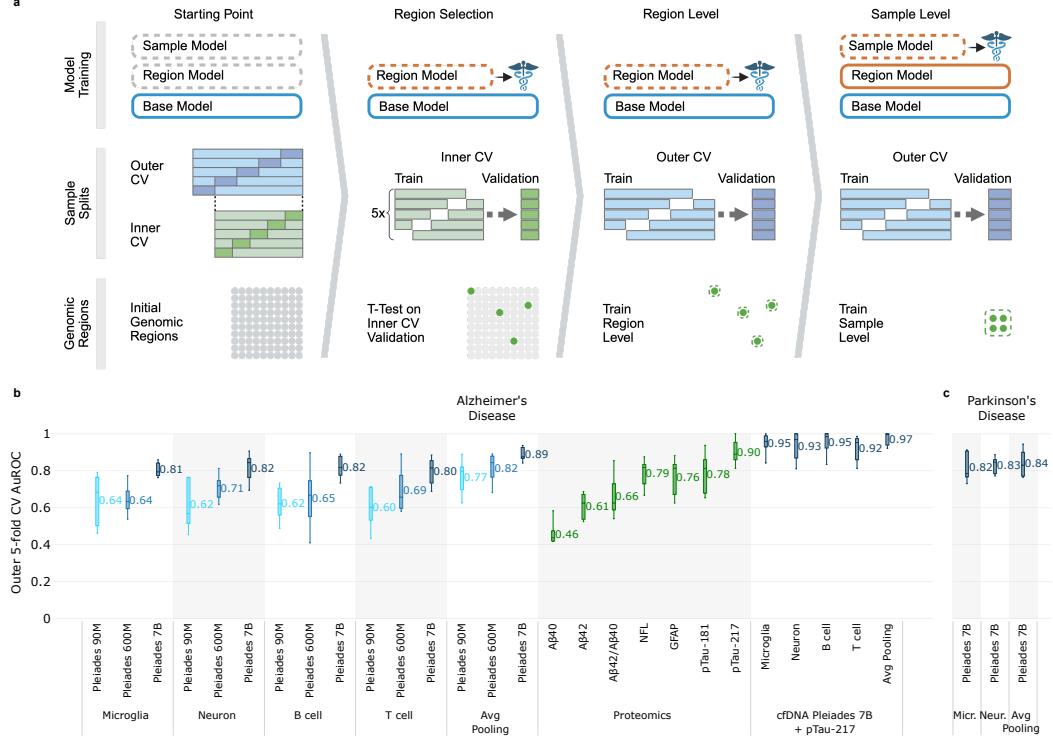 a
Starting Point
Region Selection
Region Level
Sample Level
Model
Training
Sample Model
Region Model
Base Model
Region Model
Base Model
Region Model
Base Model
Sample Model
Region Model
Base Model
Sample
Splits
Outer
CV
Inner
CV
Inner CV
Train
Validation
5x
Outer CV
Train
Validation
Outer CV
Train
Validation
Genomic
Regions
Initial
Genomic
Regions
T-Test on
Inner CV
Validation
Train
Region
Level
Train
Sample
Level
b
Alzheimer's
Disease
c
Parkinson's
Disease
Outer 5-fold CV AuROC
1
0.8
0.6
0.4
0.2
0
0.64
0.64
0.81
0.62
0.71
0.82
0.62
0.65
0.82
0.60
0.69
0.80
0.77
0.82
0.89
0.46
0.61
0.66
0.79
0.76
0.78
0.90
0.95
0.93
0.95
0.92
0.97
0.82
0.83
0.84
Pleiades 90M
Pleiades 600M
Pleiades 7B
Pleiades 90M
Pleiades 600M
Pleiades 7B
Pleiades 90M
Pleiades 600M
Pleiades 7B
Pleiades 90M
Pleiades 600M
Pleiades 7B
Pleiades 90M
Pleiades 600M
Pleiades 7B
Aβ40
Aβ42
Aβ42/Aβ40
NFL
GFAP
pTau-181
pTau-217
Microglia
Neuron
B cell
T cell
Avg Pooling
Pleiades 7B
Pleiades 7B
Pleiades 7B
Microglia
Neuron
B cell
T cell
Avg
Pooling
Proteomics
cfDNA Pleiades 7B
+ pTau-217
Micr.
Neur.
Avg
Pooling